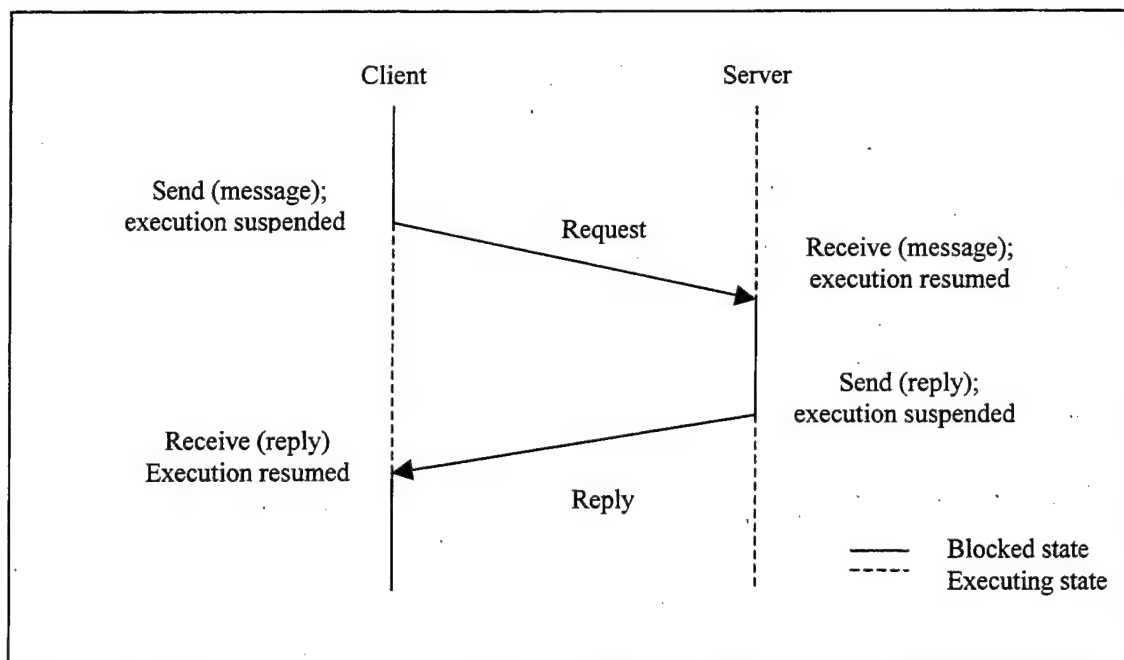 Client
Server
Send (message);
execution suspended
Request
Receive (message);
execution resumed
Send (reply);
execution suspended
Receive (reply)
Execution resumed
Reply
Blocked state
Executing state